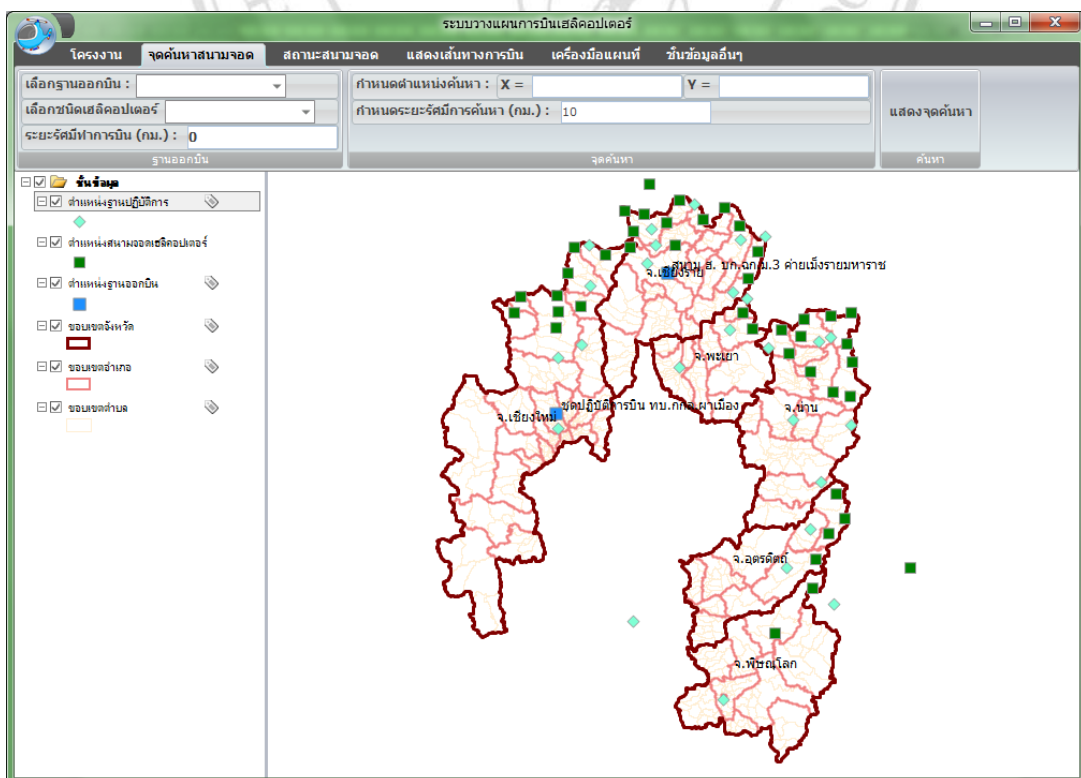 ระบบวางแผนการบินเฮลิคอปเตอร์
โครงงาน จุดค้นหาสนามจอด สถานะสนามจอด แสดงเส้นทางการบิน เครื่องมือแผนที่ ชั้นข้อมูลอื่นๆ
เลือกฐานออกบิน :
เลือกชนิดเฮลิคอปเตอร์
ระยะรัศมีทำการบิน (กม.) : 0
ฐานออกบิน
กำหนดตำแหน่งค้นหา : X = Y =
กำหนดระยะรัศมีการค้นหา (กม.) : 10
จุดค้นหา
แสดงจุดค้นหา
ค้นหา
ชั้นข้อมูล
ตำแหน่งฐานปฏิบัติการ
ตำแหน่งสนามจอดเฮลิคอปเตอร์
ตำแหน่งฐานออกบิน
ขอบเขตจังหวัด
ขอบเขตอำเภอ
ขอบเขตตำบล
สนาม ฮ. บก.ฉก.ม.3 ค่ายเม็งรายมหาราช
จ.เชียงราย
จ.พะเยา
ชุดปฏิบัติการบิน ทบ.กกล.ผาเมือง
จ.เชียงใหม่
จ.น่าน
จ.อุตรดิตถ์
จ.พิษณุโลก